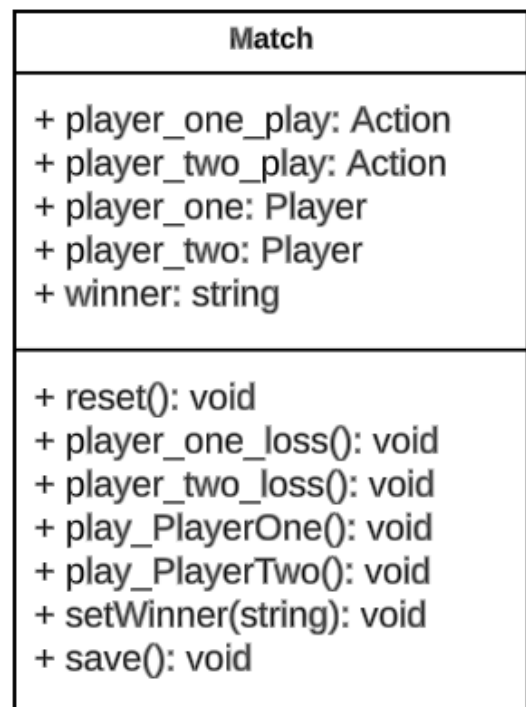 Match
+ player_one_play: Action
+ player_two_play: Action
+ player_one: Player
+ player_two: Player
+ winner: string
+ reset(): void
+ player_one_loss(): void
+ player_two_loss(): void
+ play_PlayerOne(): void
+ play_PlayerTwo(): void
+ setWinner(string): void
+ save(): void